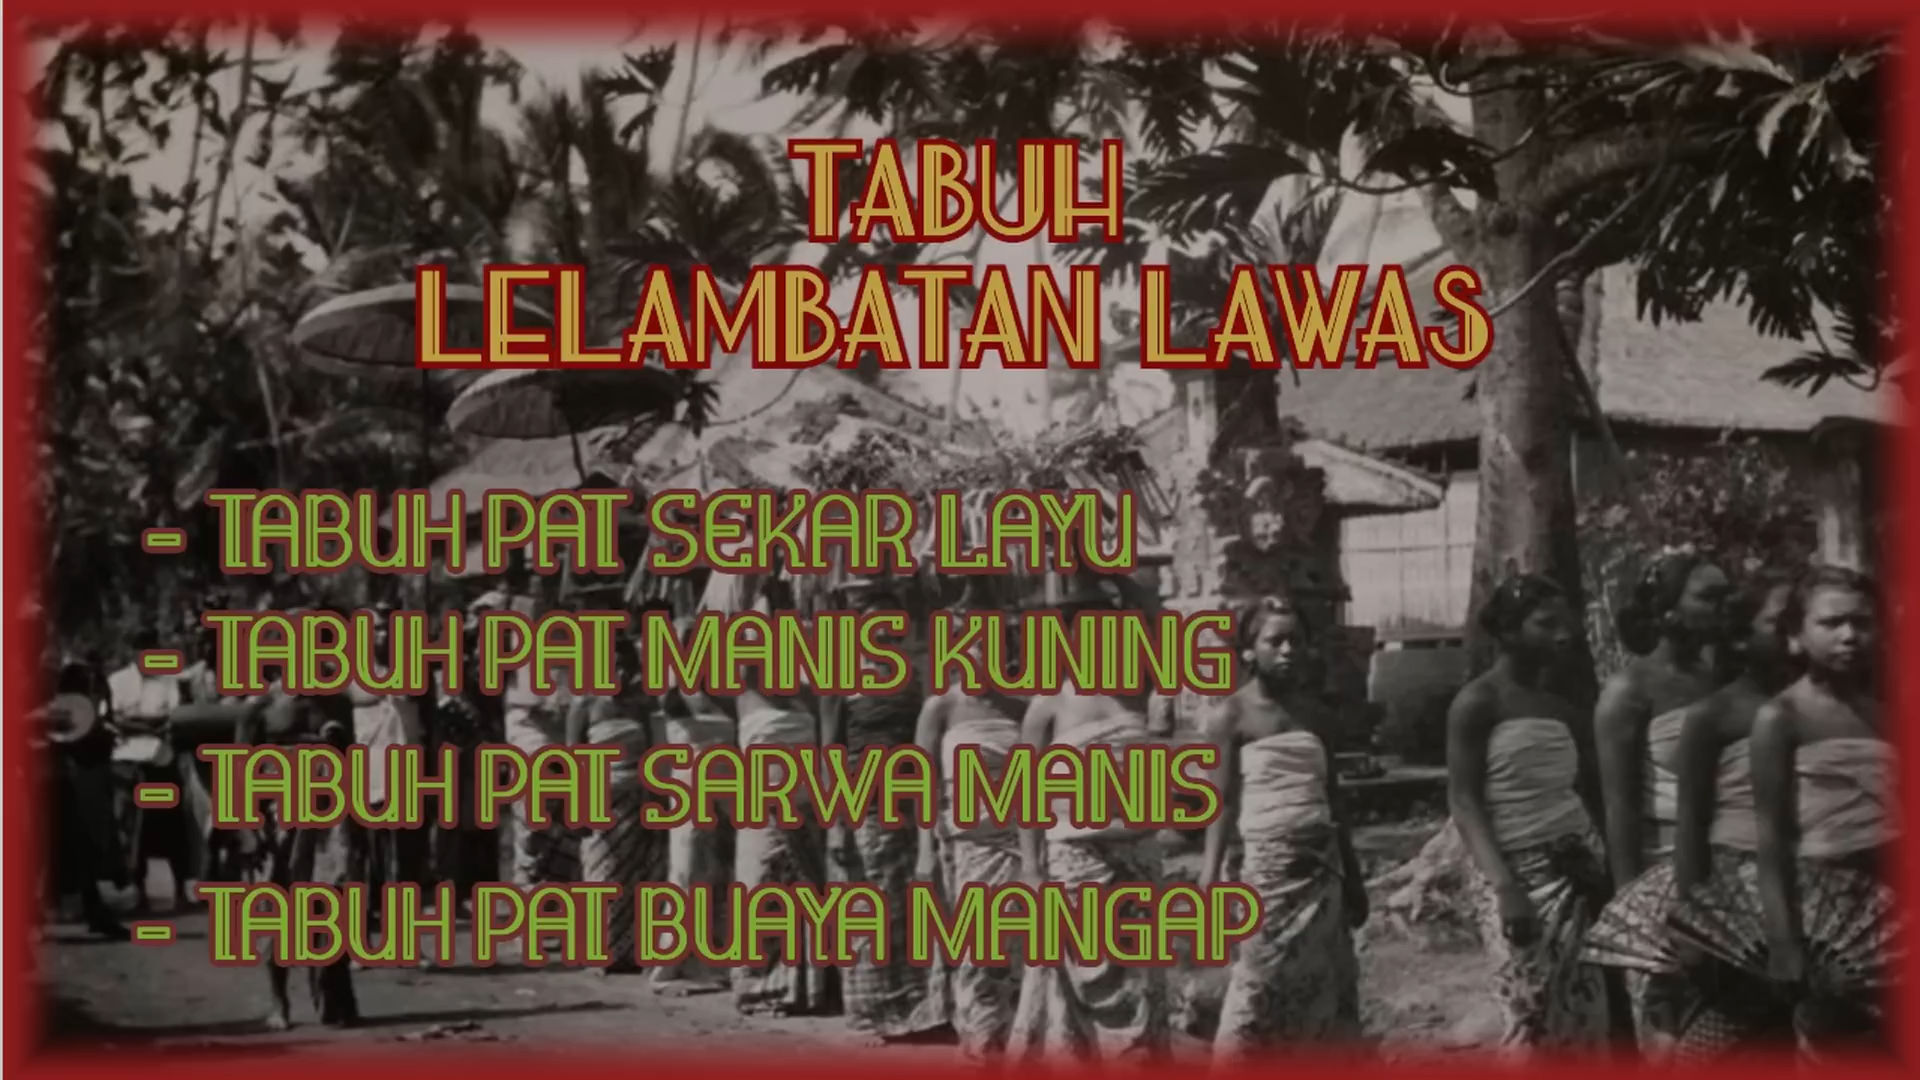 TABUH
LELAMBATAN LAWAS
- TABUH PAT SEKAR LAYU
- TABUH PAT MANIS KUNING
- TABUH PAT SARWA MANIS
- TABUH PAT BUAYA MANGAP